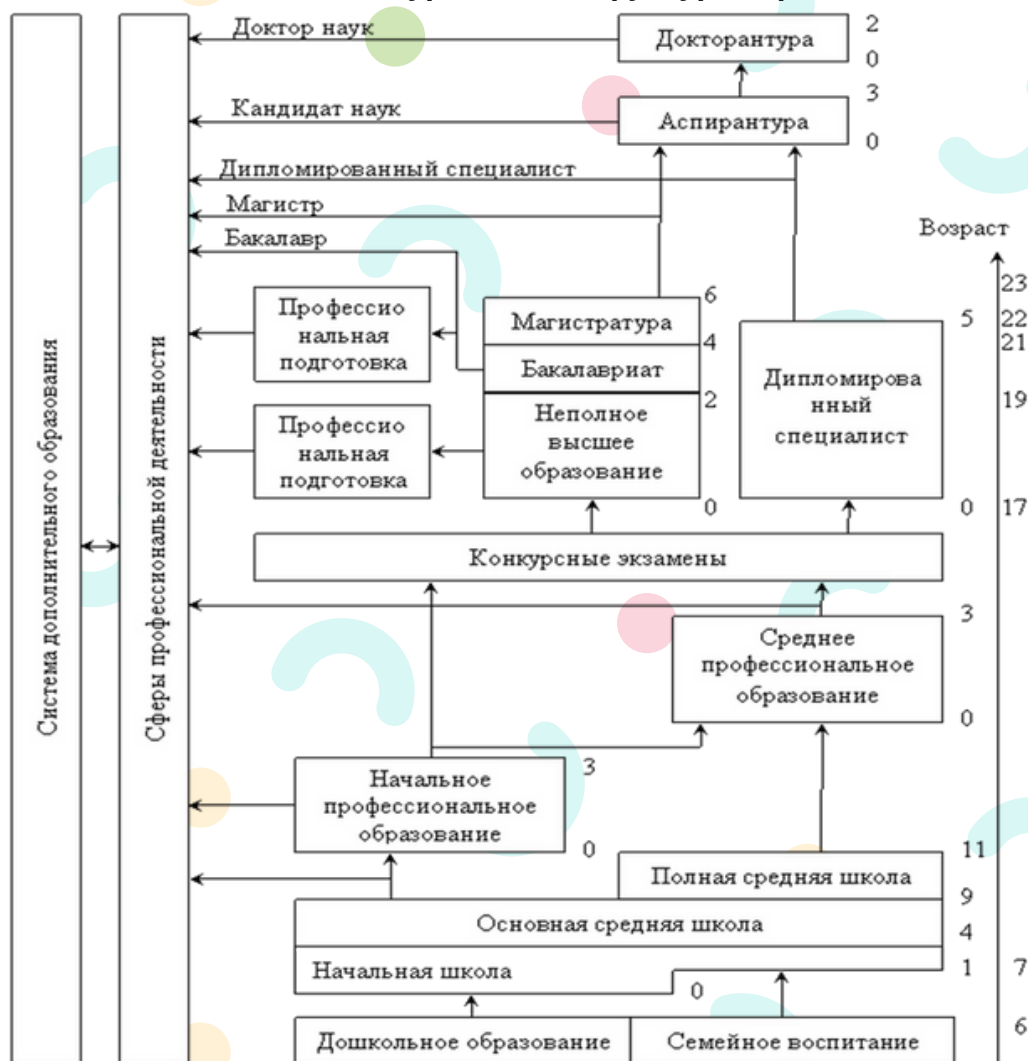 Доктор наук
Докторантура
2
0
Кандидат наук
Аспирантура
3
0
Дипломированный специалист
Магистр
Бакалавр
Возраст
23
22
21
19
17
7
6
Профессио
нальная
подготовка
Профессио
нальная
подготовка
6
Магистратура
4
Бакалавриат
2
Неполное
высшее
образование
0
5
Дипломирова
нный
специалист
0
Конкурсные экзамены
3
Среднее
профессиональное
образование
0
3
Начальное
профессиональное
образование
0
11
Полная средняя школа
9
Основная средняя школа
4
Начальная школа
1
0
Дошкольное образование
Семейное воспитание
Система дополнительного образования
Сферы профессиональной деятельности